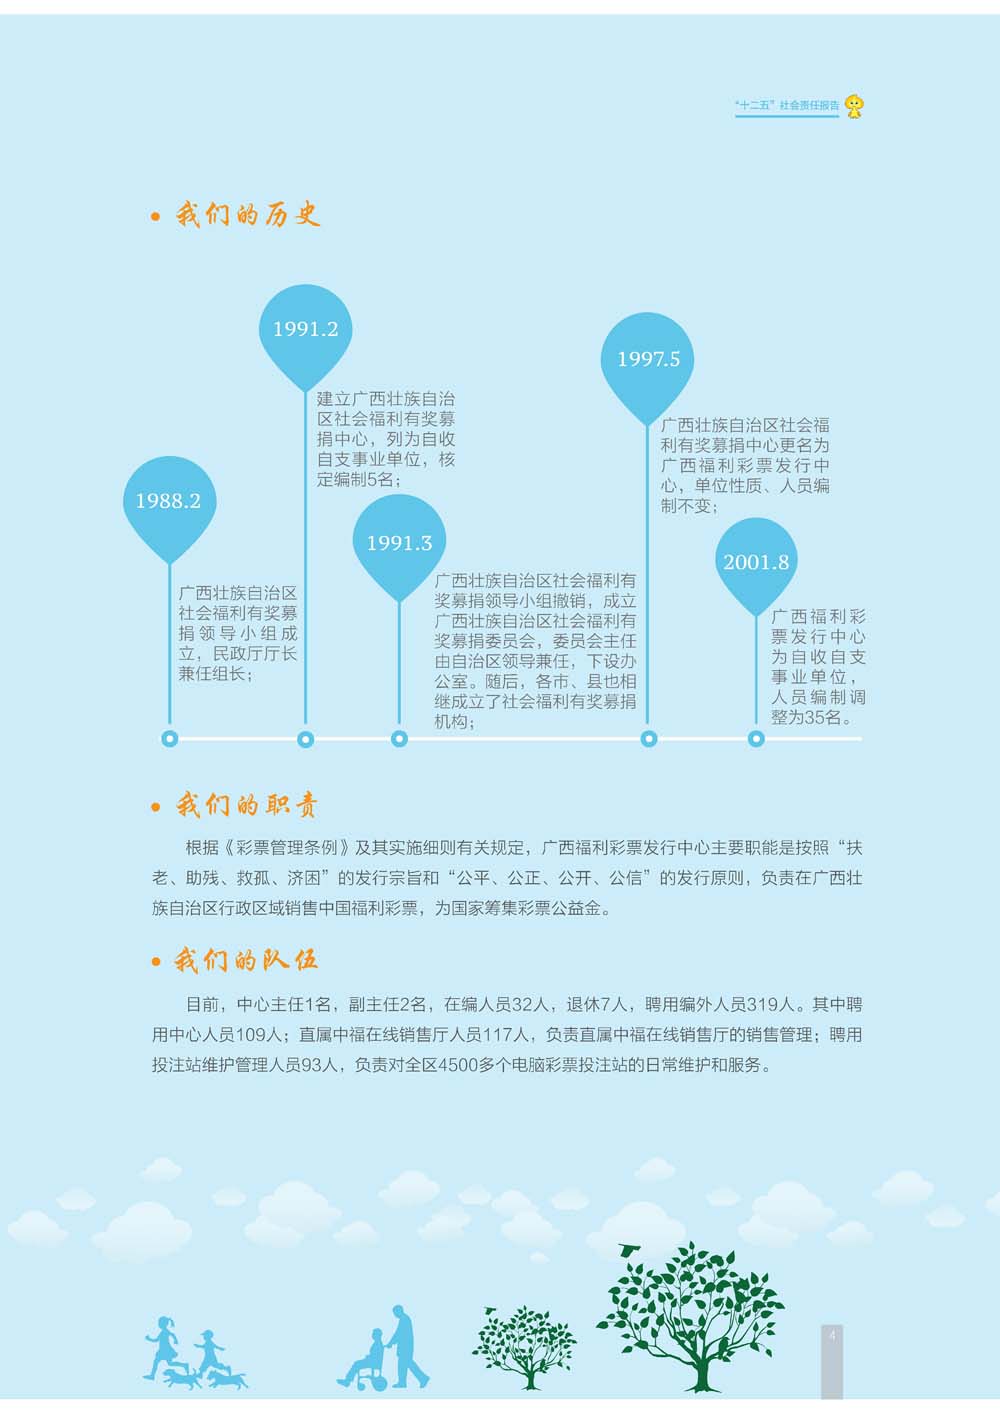 “十二五”社会责任报告
• 我们的历史
1991.2
建立广西壮族自治
区社会福利有奖募
捐中心，列为自收
自支事业单位，核
定编制5名；
1997.5
广西壮族自治区社会福
利有奖募捐中心更名为
广西福利彩票发行中
心，单位性质、人员编
制不变；
1988.2
广西壮族自治区
社会福利有奖募
捐领导小组成
立，民政厅厅长
兼任组长；
1991.3
广西壮族自治区社会福利有
奖募捐领导小组撤销，成立
广西壮族自治区社会福利有
奖募捐委员会，委员会主任
由自治区领导兼任，下设办
公室。随后，各市、县也相
继成立了社会福利有奖募捐
机构；
2001.8
广西福利彩
票发行中心
为自收自支
事业单位，
人员编制调
整为35名。
• 我们的职责
根据《彩票管理条例》及其实施细则有关规定，广西福利彩票发行中心主要职能是按照“扶
老、助残、救孤、济困”的发行宗旨和“公平、公正、公开、公信”的发行原则，负责在广西壮
族自治区行政区域销售中国福利彩票，为国家筹集彩票公益金。
• 我们的队伍
目前，中心主任1名，副主任2名，在编人员32人，退休7人，聘用编外人员319人。其中聘
用中心人员109人；直属中福在线销售厅人员117人，负责直属中福在线销售厅的销售管理；聘用
投注站维护管理人员93人，负责对全区4500多个电脑彩票投注站的日常维护和服务。
4